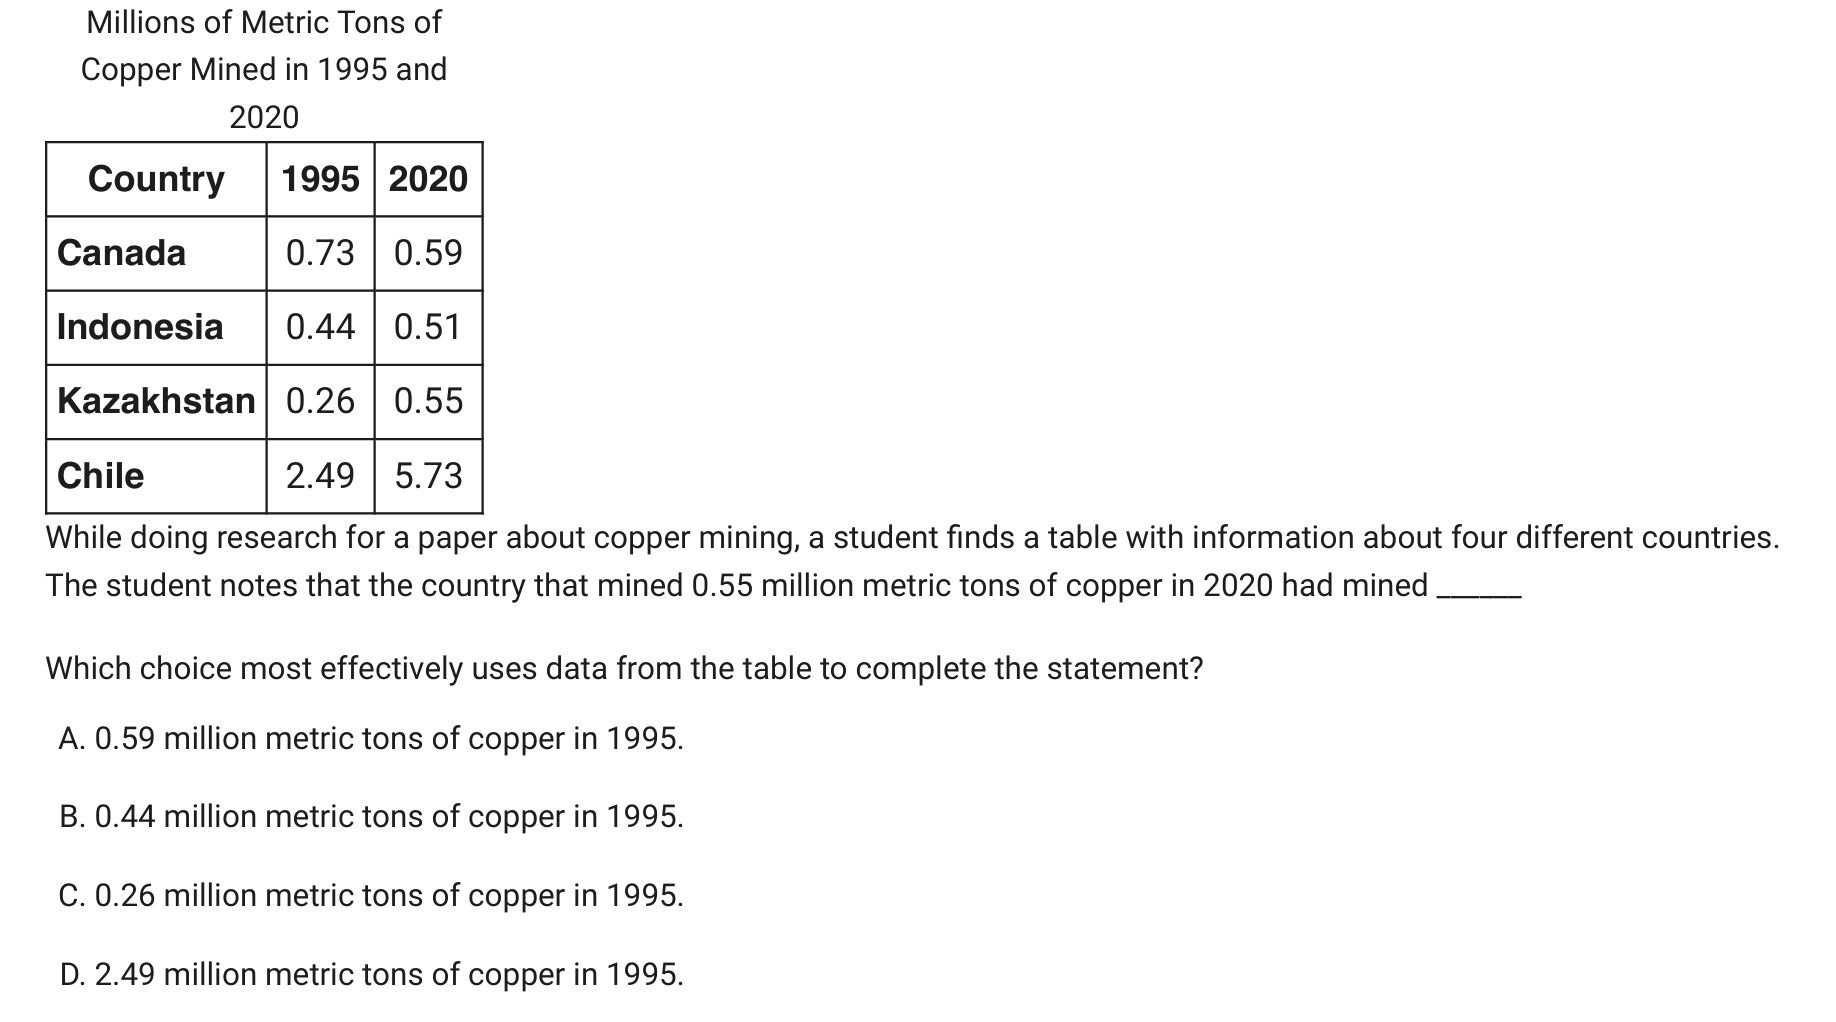 Millions of Metric Tons of
Copper Mined in 1995 and
2020
Country 1995 2020
Canada 0.73 0.59
Indonesia 0.44 0.51
Kazakhstan 0.26 0.55
Chile 2.49 5.73
While doing research for a paper about copper mining, a student finds a table with information about four different countries.
The student notes that the country that mined 0.55 million metric tons of copper in 2020 had mined ______
Which choice most effectively uses data from the table to complete the statement?
A. 0.59 million metric tons of copper in 1995.
B. 0.44 million metric tons of copper in 1995.
C. 0.26 million metric tons of copper in 1995.
D. 2.49 million metric tons of copper in 1995.